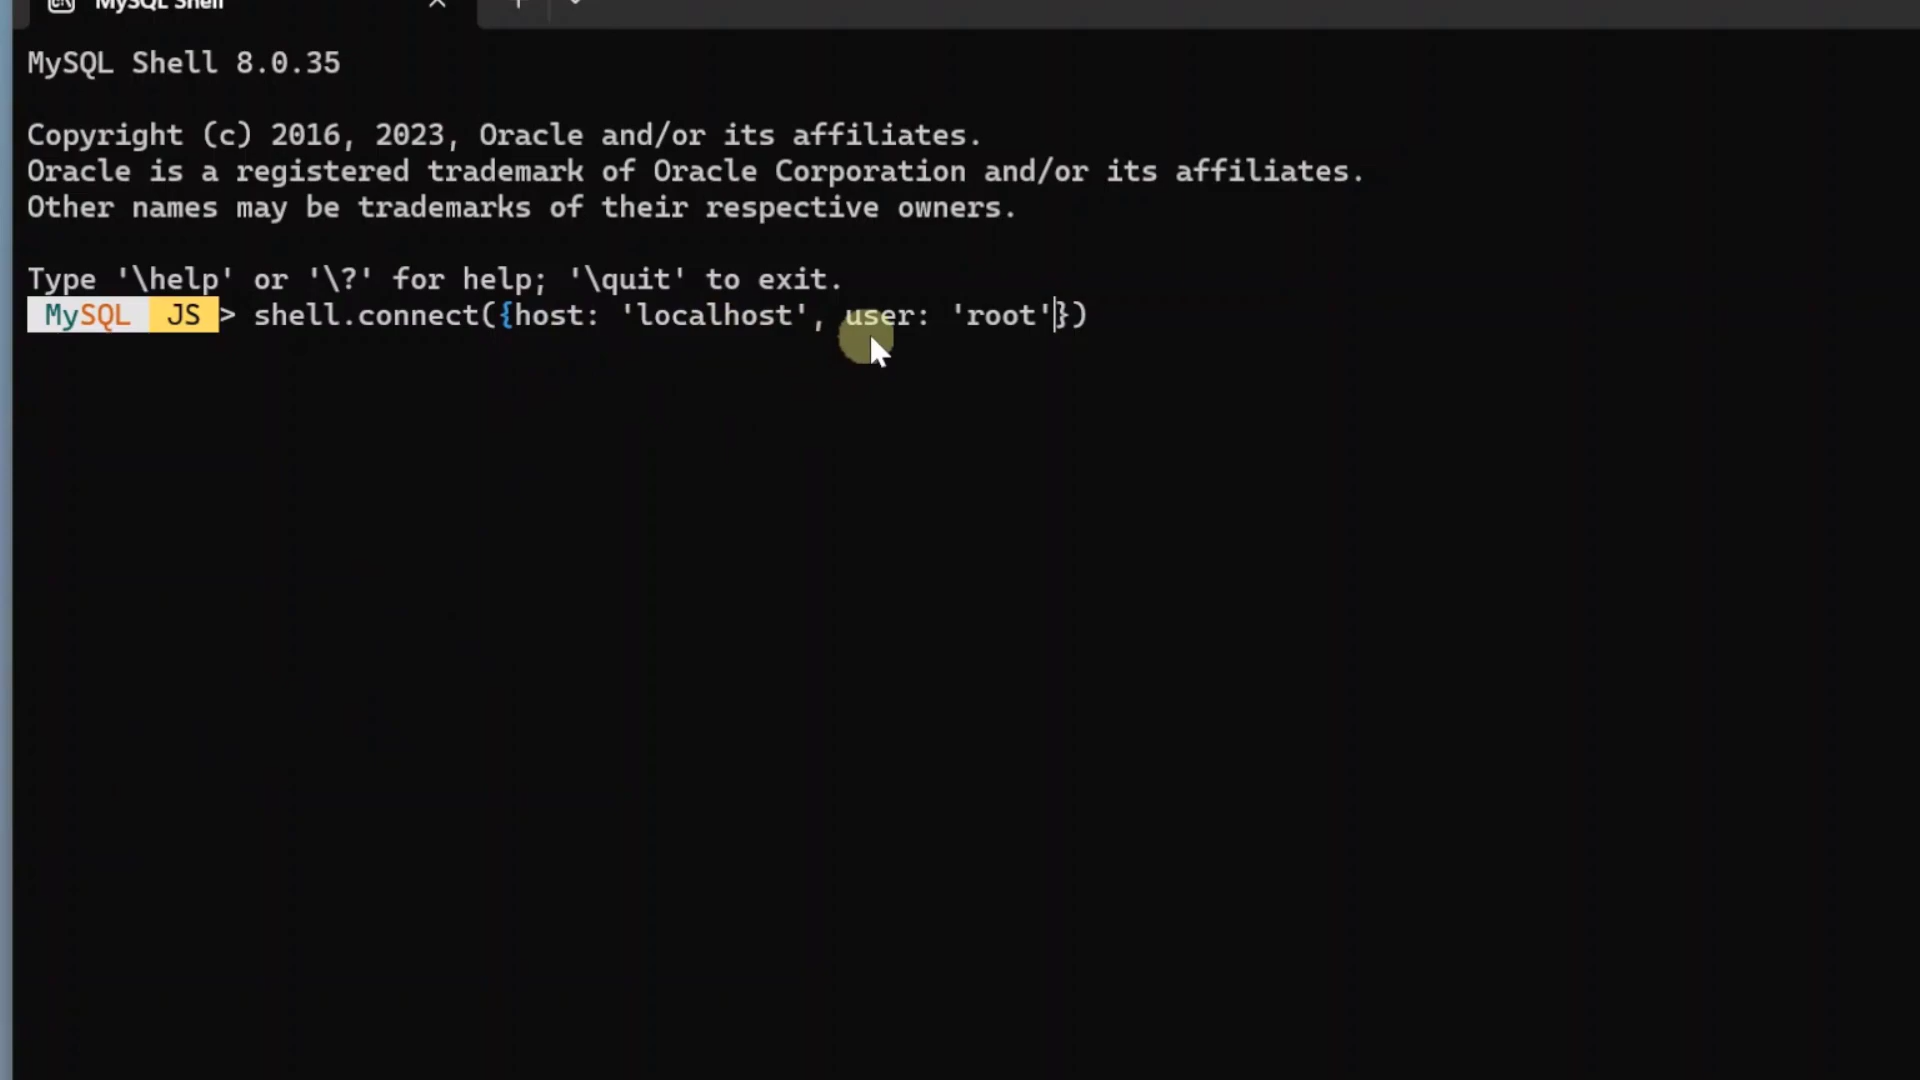 MySQL Shell
MySQL Shell 8.0.35
Copyright (c) 2016, 2023, Oracle and/or its affiliates.
Oracle is a registered trademark of Oracle Corporation and/or its affiliates.
Other names may be trademarks of their respective owners.
Type '\help' or '\?' for help; '\quit' to exit.
MySQL JS > shell.connect({host: 'localhost', user: 'root'})